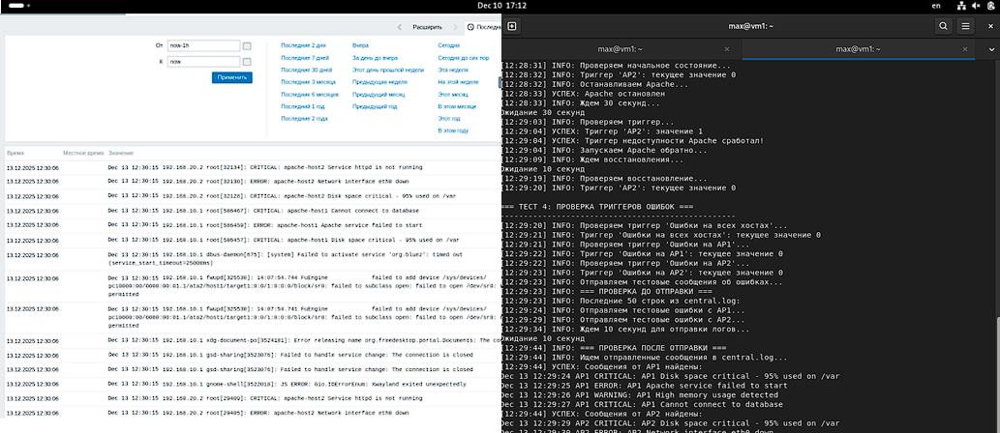 Dec 10 17:12
en
Расширить
Последни
От
now-1h
К
now
Применить
Последние 2 дня
Вчера
Сегодня
Последние 7 дней
За день до вчера
Сегодня до сих пор
Последние 30 дней
Этот день прошлой недели
Эта неделя
Последние 3 месяца
Предыдущая неделя
На этой неделе
Последние 6 месяцев
Предыдущий месяц
Этот месяц
Последний 1 год
Предыдущий год
В этом месяце
Последние 2 года
Этот год
В этом году
Время
Местное время
Значение
13.12.2025 12:30:06
Dec 13 12:30:15 192.168.20.2 root[32134]: CRITICAL: apache-host2 Service httpd is not running
13.12.2025 12:30:06
Dec 13 12:30:15 192.168.20.2 root[32130]: ERROR: apache-host2 Network interface eth0 down
13.12.2025 12:30:06
Dec 13 12:30:15 192.168.20.2 root[32128]: CRITICAL: apache-host2 Disk space critical - 95% used on /var
13.12.2025 12:30:06
Dec 13 12:30:15 192.168.10.1 root[586467]: CRITICAL: apache-host1 Cannot connect to database
13.12.2025 12:30:06
Dec 13 12:30:15 192.168.10.1 root[586459]: ERROR: apache-host1 Apache service failed to start
13.12.2025 12:30:06
Dec 13 12:30:15 192.168.10.1 root[586457]: CRITICAL: apache-host1 Disk space critical - 95% used on /var
13.12.2025 12:30:06
Dec 13 12:30:15 192.168.10.1 dbus-daemon[675]: [system] Failed to activate service 'org.bluez': timed out
(service_start_timeout=25000ms)
13.12.2025 12:30:06
Dec 13 12:30:15 192.168.10.1 fwupd[325530]: 14:07:54.744 FuEngine failed to add device /sys/devices/
pci0000:00/0000:00:01.1/ata2/host1/target1:0:0/1:0:0:0/block/sr0: failed to subclass open: failed to open /dev/sr0:
permitted
13.12.2025 12:30:06
Dec 13 12:30:15 192.168.10.1 fwupd[325530]: 14:07:54.741 FuEngine failed to add device /sys/devices/
pci0000:00/0000:00:01.1/ata2/host1/target1:0:0/1:0:0:0/block/sr0: failed to subclass open: failed to open /dev/sr0:
permitted
13.12.2025 12:30:06
Dec 13 12:30:15 192.168.10.1 xdg-document-po[3524181]: Error releasing name org.freedesktop.portal.Documents: The co
13.12.2025 12:30:06
Dec 13 12:30:15 192.168.10.1 gsd-sharing[3523076]: Failed to handle service change: The connection is closed
13.12.2025 12:30:06
Dec 13 12:30:15 192.168.10.1 gsd-sharing[3523076]: Failed to handle service change: The connection is closed
13.12.2025 12:30:06
Dec 13 12:30:15 192.168.10.1 gnome-shell[3522018]: JS ERROR: Gio.IOErrorEnum: Xwayland exited unexpectedly
13.12.2025 12:30:06
Dec 13 12:30:15 192.168.20.2 root[29409]: CRITICAL: apache-host2 Service httpd is not running
13.12.2025 12:30:06
Dec 13 12:30:15 192.168.20.2 root[29405]: ERROR: apache-host2 Network interface eth0 down
max@vm1: ~
max@vm1: ~
max@vm1: ~
[12:28:31] INFO: Проверяем начальное состояние...
[12:28:32] INFO: Триггер 'AP2': текущее значение 0
[12:28:32] INFO: Останавливаем Apache...
[12:28:33] УСПЕХ: Apache остановлен
[12:28:33] INFO: Ждем 30 секунд...
Ожидание 30 секунд
[12:29:03] INFO: Проверяем триггер...
[12:29:04] УСПЕХ: Триггер 'AP2': значение 1
[12:29:04] УСПЕХ: Триггер недоступности Apache сработал!
[12:29:04] INFO: Запускаем Apache обратно...
[12:29:09] INFO: Ждем восстановления...
Ожидание 10 секунд
[12:29:19] INFO: Проверяем восстановление...
[12:29:20] INFO: Триггер 'AP2': текущее значение 0
=== ТЕСТ 4: ПРОВЕРКА ТРИГГЕРОВ ОШИБОК ===
--------------------------------------------------
[12:29:20] INFO: Проверяем триггер 'Ошибки на всех хостах'...
[12:29:21] INFO: Триггер 'Ошибки на всех хостах': текущее значение 0
[12:29:21] INFO: Проверяем триггер 'Ошибки на AP1'...
[12:29:22] INFO: Триггер 'Ошибки на AP1': текущее значение 0
[12:29:22] INFO: Проверяем триггер 'Ошибки на AP2'...
[12:29:23] INFO: Триггер 'Ошибки на AP2': текущее значение 0
[12:29:23] INFO: Отправляем тестовые сообщения об ошибках...
[12:29:23] INFO: === ПРОВЕРКА ДО ОТПРАВКИ ===
[12:29:23] INFO: Последние 50 строк из central.log:
[12:29:24] INFO: Отправляем тестовые ошибки с AP1...
[12:29:29] INFO: Отправляем тестовые ошибки с AP2...
[12:29:34] INFO: Ждем 10 секунд для отправки логов...
Ожидание 10 секунд
[12:29:44] INFO: === ПРОВЕРКА ПОСЛЕ ОТПРАВКИ ===
[12:29:44] INFO: Ищем отправленные сообщения в central.log...
[12:29:44] УСПЕХ: Сообщения от AP1 найдены:
Dec 13 12:29:24 AP1 CRITICAL: AP1 Disk space critical - 95% used on /var
Dec 13 12:29:25 AP1 ERROR: AP1 Apache service failed to start
Dec 13 12:29:26 AP1 WARNING: AP1 High memory usage detected
Dec 13 12:29:27 AP1 CRITICAL: AP1 Cannot connect to database
[12:29:44] УСПЕХ: Сообщения от AP2 найдены:
Dec 13 12:29:29 AP2 CRITICAL: AP2 Disk space critical - 95% used on /var
Dec 13 12:29:30 AP2 ERROR: AP2 Network interface eth0 down